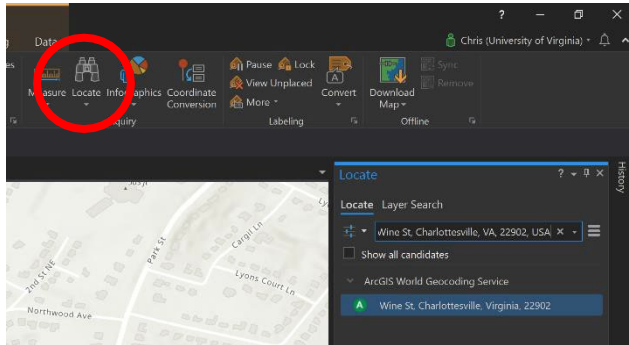 ?
Data
Chris (University of Virginia)
Measure Locate Infographics Coordinate Conversion
Pause Lock
View Unplaced
More
Convert
Download Map
Sync
Remove
Inquiry
Labeling
Offline
Locate
?
History
Locate Layer Search
Wine St, Charlottesville, VA, 22902, USA
Show all candidates
ArcGIS World Geocoding Service
A Wine St, Charlottesville, Virginia, 22902
Park St
Cargil Ln
Lyons Court Ln
2nd St NE
Northwood Ave